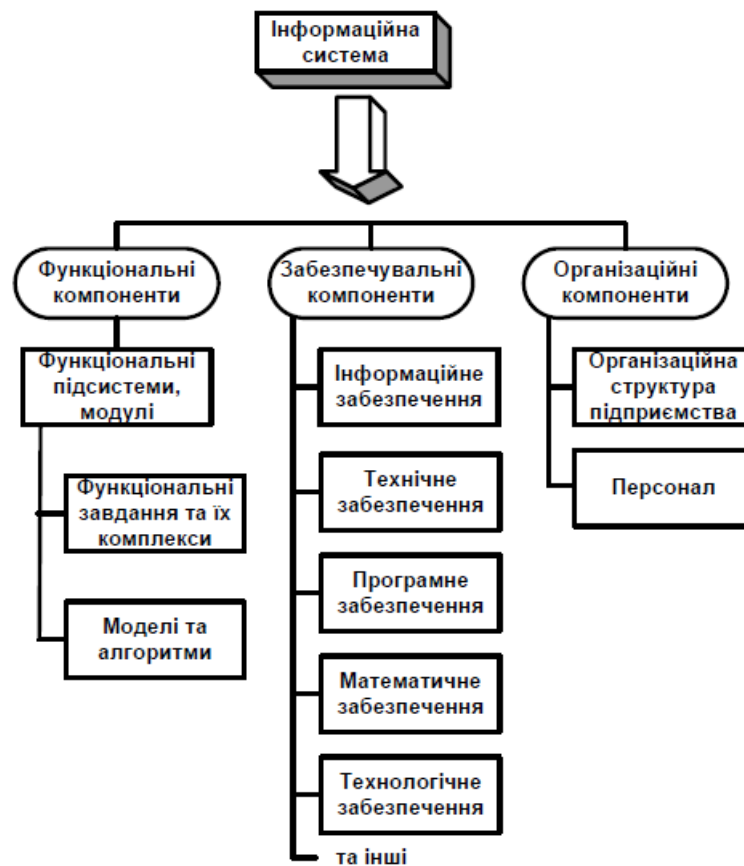 Інформаційна
система
Функціональні
компоненти
Забезпечувальні
компоненти
Організаційні
компоненти
Функціональні
підсистеми,
модулі
Функціональні
завдання та їх
комплекси
Моделі та
алгоритми
Інформаційне
забезпечення
Технічне
забезпечення
Програмне
забезпечення
Математичне
забезпечення
Технологічне
забезпечення
та інші
Організаційна
структура
підприємства
Персонал